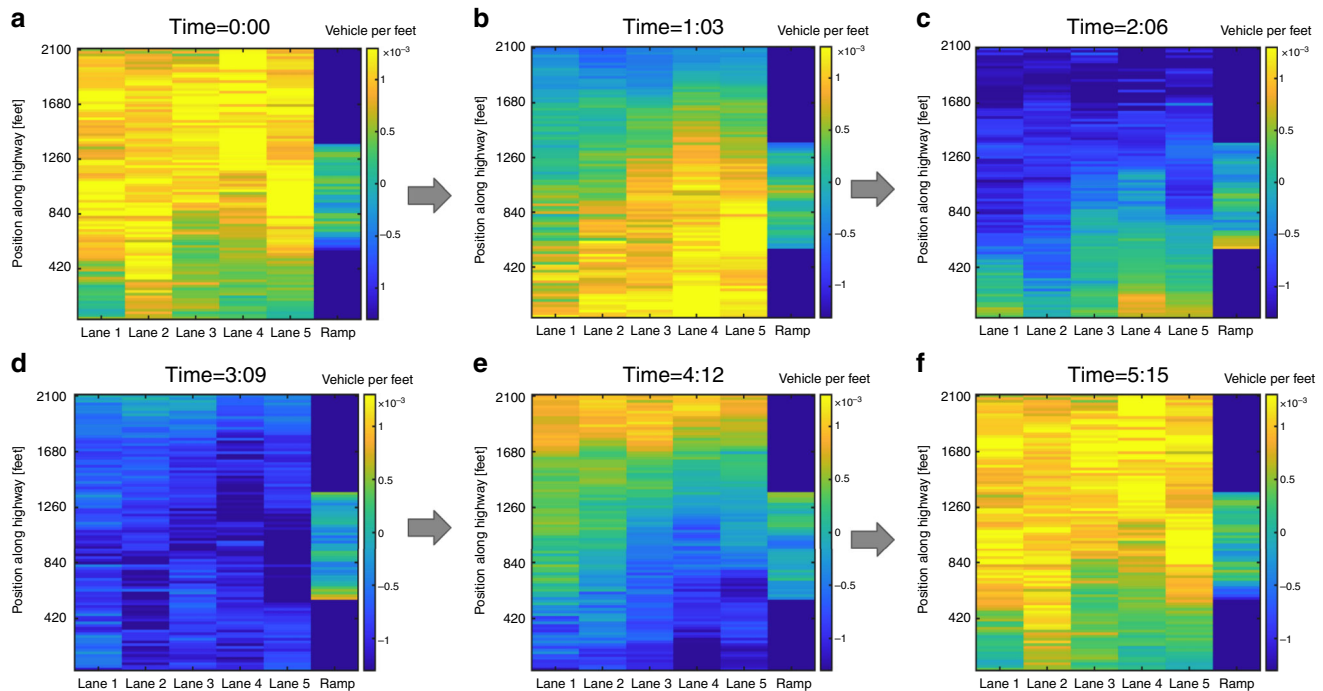 a
Time=0:00
Vehicle per feet
×10⁻³
Position along highway [feet]
2100
1680
1260
840
420
1
0.5
0
−0.5
1
Lane 1 Lane 2 Lane 3 Lane 4 Lane 5 Ramp
b
Time=1:03
Vehicle per feet
×10⁻³
Position along highway [feet]
2100
1680
1260
840
420
1
0.5
0
−0.5
−1
Lane 1 Lane 2 Lane 3 Lane 4 Lane 5 Ramp
c
Time=2:06
Vehicle per feet
×10⁻³
Position along highway [feet]
2100
1680
1260
840
420
1
0.5
0
−0.5
−1
Lane 1 Lane 2 Lane 3 Lane 4 Lane 5 Ramp
d
Time=3:09
Vehicle per feet
×10⁻³
Position along highway [feet]
2100
1680
1260
840
420
1
0.5
0
−0.5
−1
Lane 1 Lane 2 Lane 3 Lane 4 Lane 5 Ramp
e
Time=4:12
Vehicle per feet
×10⁻³
Position along highway [feet]
2100
1680
1260
840
420
1
0.5
0
−0.5
−1
Lane 1 Lane 2 Lane 3 Lane 4 Lane 5 Ramp
f
Time=5:15
Vehicle per feet
×10⁻³
Position along highway [feet]
2100
1680
1260
840
420
1
0.5
0
−0.5
−1
Lane 1 Lane 2 Lane 3 Lane 4 Lane 5 Ramp